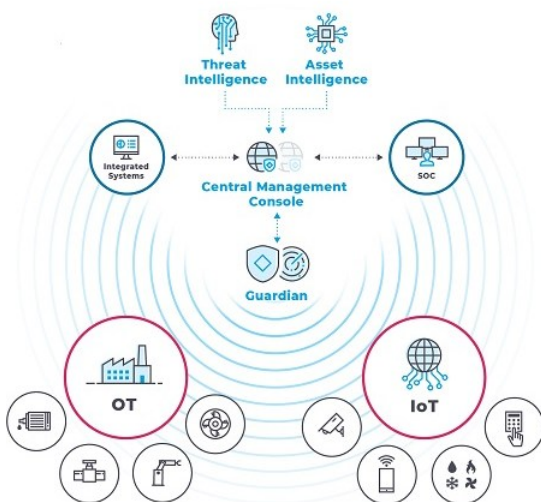 Threat
Intelligence
Asset
Intelligence
Integrated
Systems
SOC
Central Management
Console
Guardian
OT
IoT